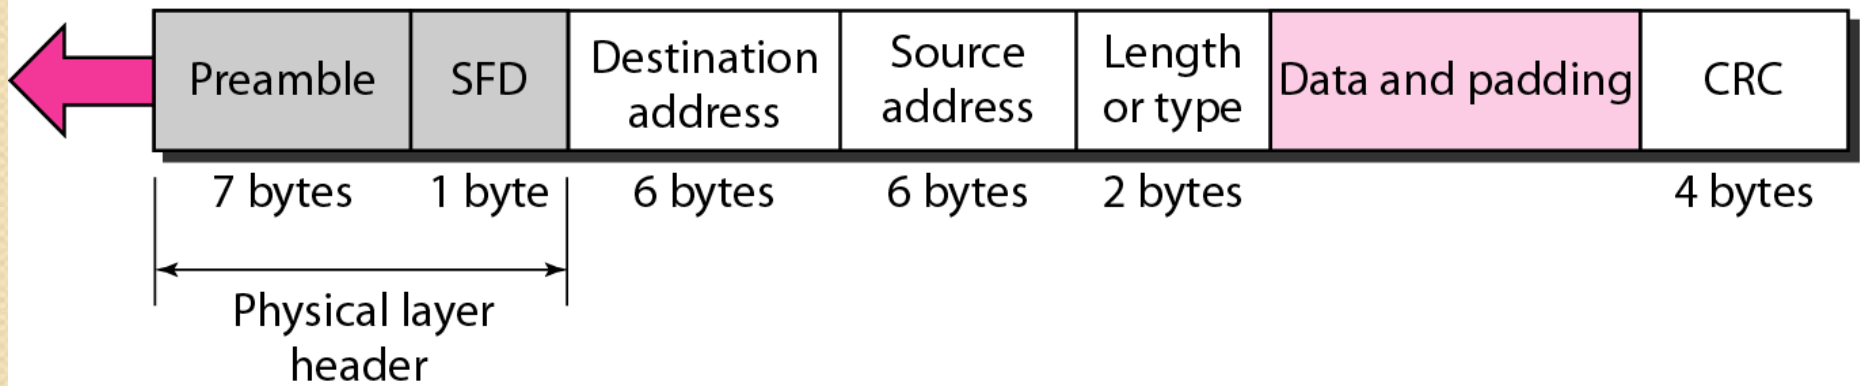 Preamble
SFD
Destination
address
Source
address
Length
or type
Data and padding
CRC
7 bytes
1 byte
6 bytes
6 bytes
2 bytes
4 bytes
Physical layer
header